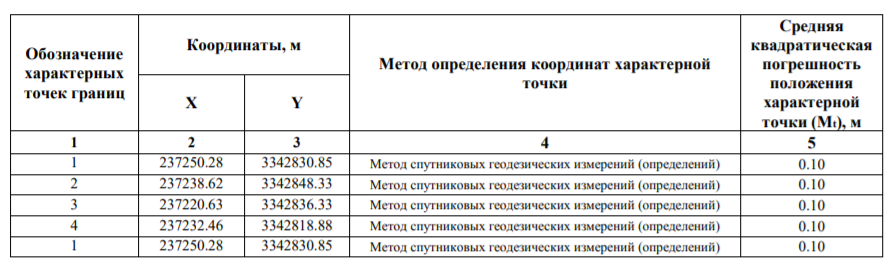 Обозначение характерных точек границ
Координаты, м
X
Y
Метод определения координат характерной точки
Средняя квадратическая погрешность положения характерной точки (Mt), м
1 2 3 4 5
1 237250.28 3342830.85 Метод спутниковых геодезических измерений (определений) 0.10
2 237238.62 3342848.33 Метод спутниковых геодезических измерений (определений) 0.10
3 237220.63 3342836.33 Метод спутниковых геодезических измерений (определений) 0.10
4 237232.46 3342818.88 Метод спутниковых геодезических измерений (определений) 0.10
1 237250.28 3342830.85 Метод спутниковых геодезических измерений (определений) 0.10